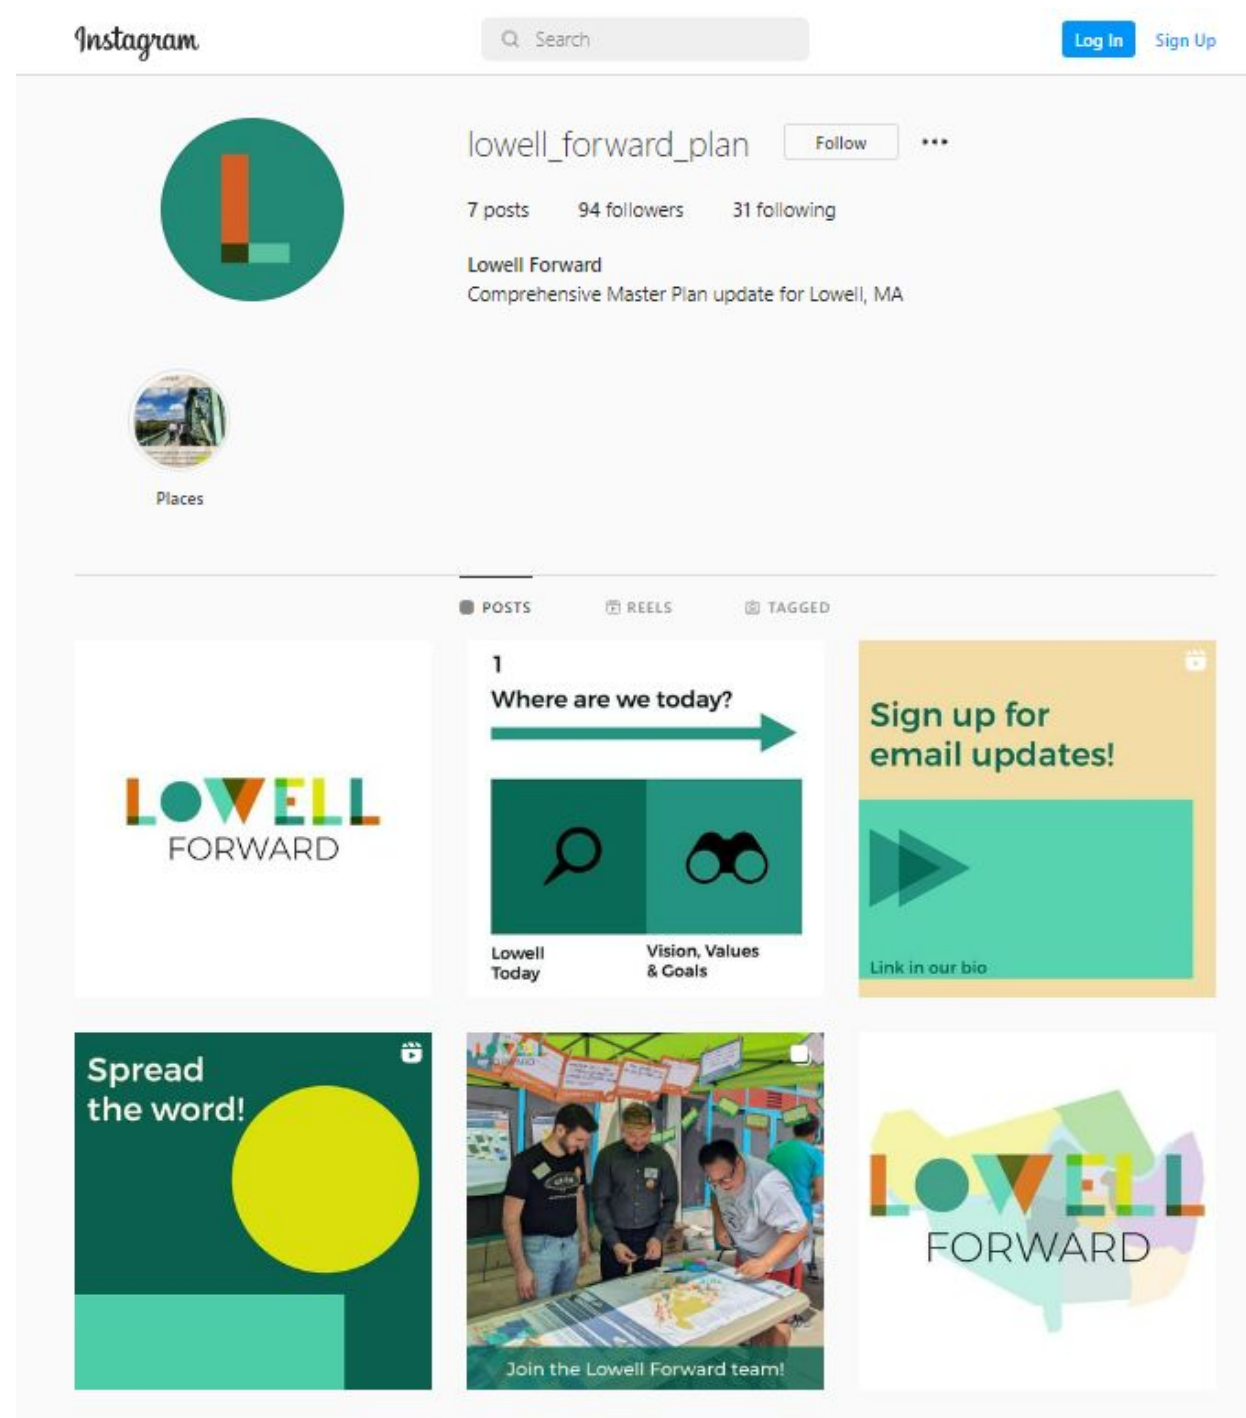 Instagram
Search
Log In
Sign Up
lowell_forward_plan
Follow
7 posts
94 followers
31 following
Lowell Forward
Comprehensive Master Plan update for Lowell, MA
Places
POSTS
REELS
TAGGED
LOWELL
FORWARD
1
Where are we today?
Lowell
Today
Vision, Values
& Goals
Sign up for
email updates!
Link in our bio
Spread
the word!
LOWELL
FORWARD
Join the Lowell Forward team!
LOWELL
FORWARD